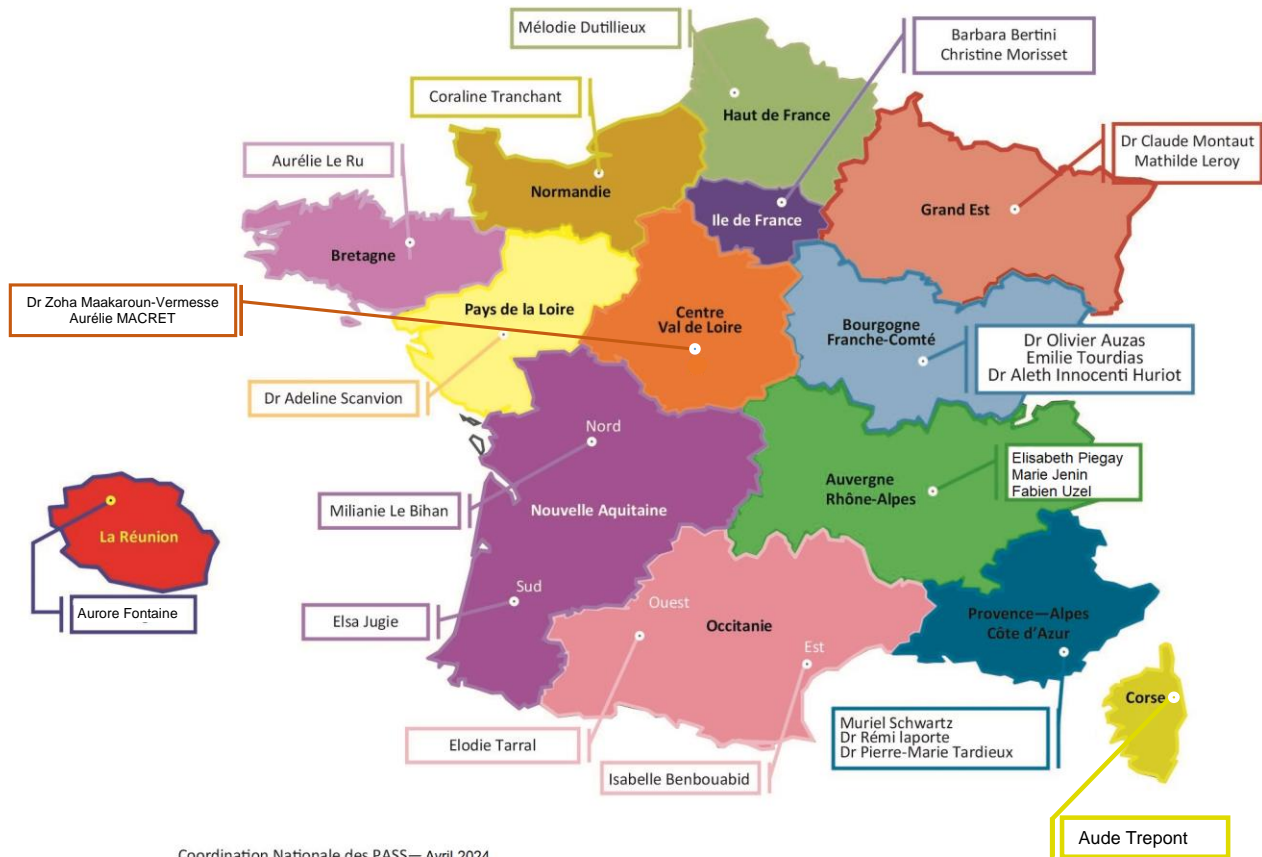 Mélodie Dutillieux
Barbara Bertini
Christine Morisset
Coraline Tranchant
Haut de France
Dr Claude Montaut
Mathilde Leroy
Aurélie Le Ru
Normandie
Ile de France
Grand Est
Bretagne
Dr Zoha Maakaroun-Vermesse
Aurélie MACRET
Pays de la Loire
Centre
Val de Loire
Bourgogne
Franche-Comté
Dr Olivier Auzas
Emilie Tourdias
Dr Aleth Innocenti Huriot
Dr Adeline Scanvion
Nord
Elisabeth Piegay
Marie Jenin
Fabien Uzel
Auvergne
Rhône-Alpes
Milianie Le Bihan
Nouvelle Aquitaine
La Réunion
Aurore Fontaine
Sud
Elsa Jugie
Ouest
Occitanie
Est
Provence—Alpes
Côte d'Azur
Corse
Muriel Schwartz
Dr Rémi laporte
Dr Pierre-Marie Tardieux
Elodie Tarral
Isabelle Benbouabid
Aude Trepont
Coordination Nationale des PASS— Avril 2024